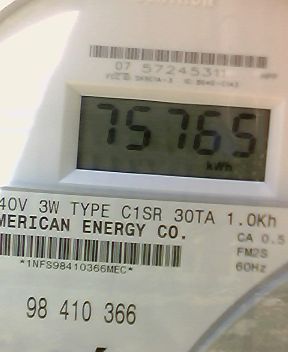 07 57245311
75765
kWh
40V 3W TYPE C1SR 30TA 1.0Kh
MERICAN ENERGY CO.
CA 0.5
*1NFS98410366MEC*
FM2S
60Hz
98 410 366